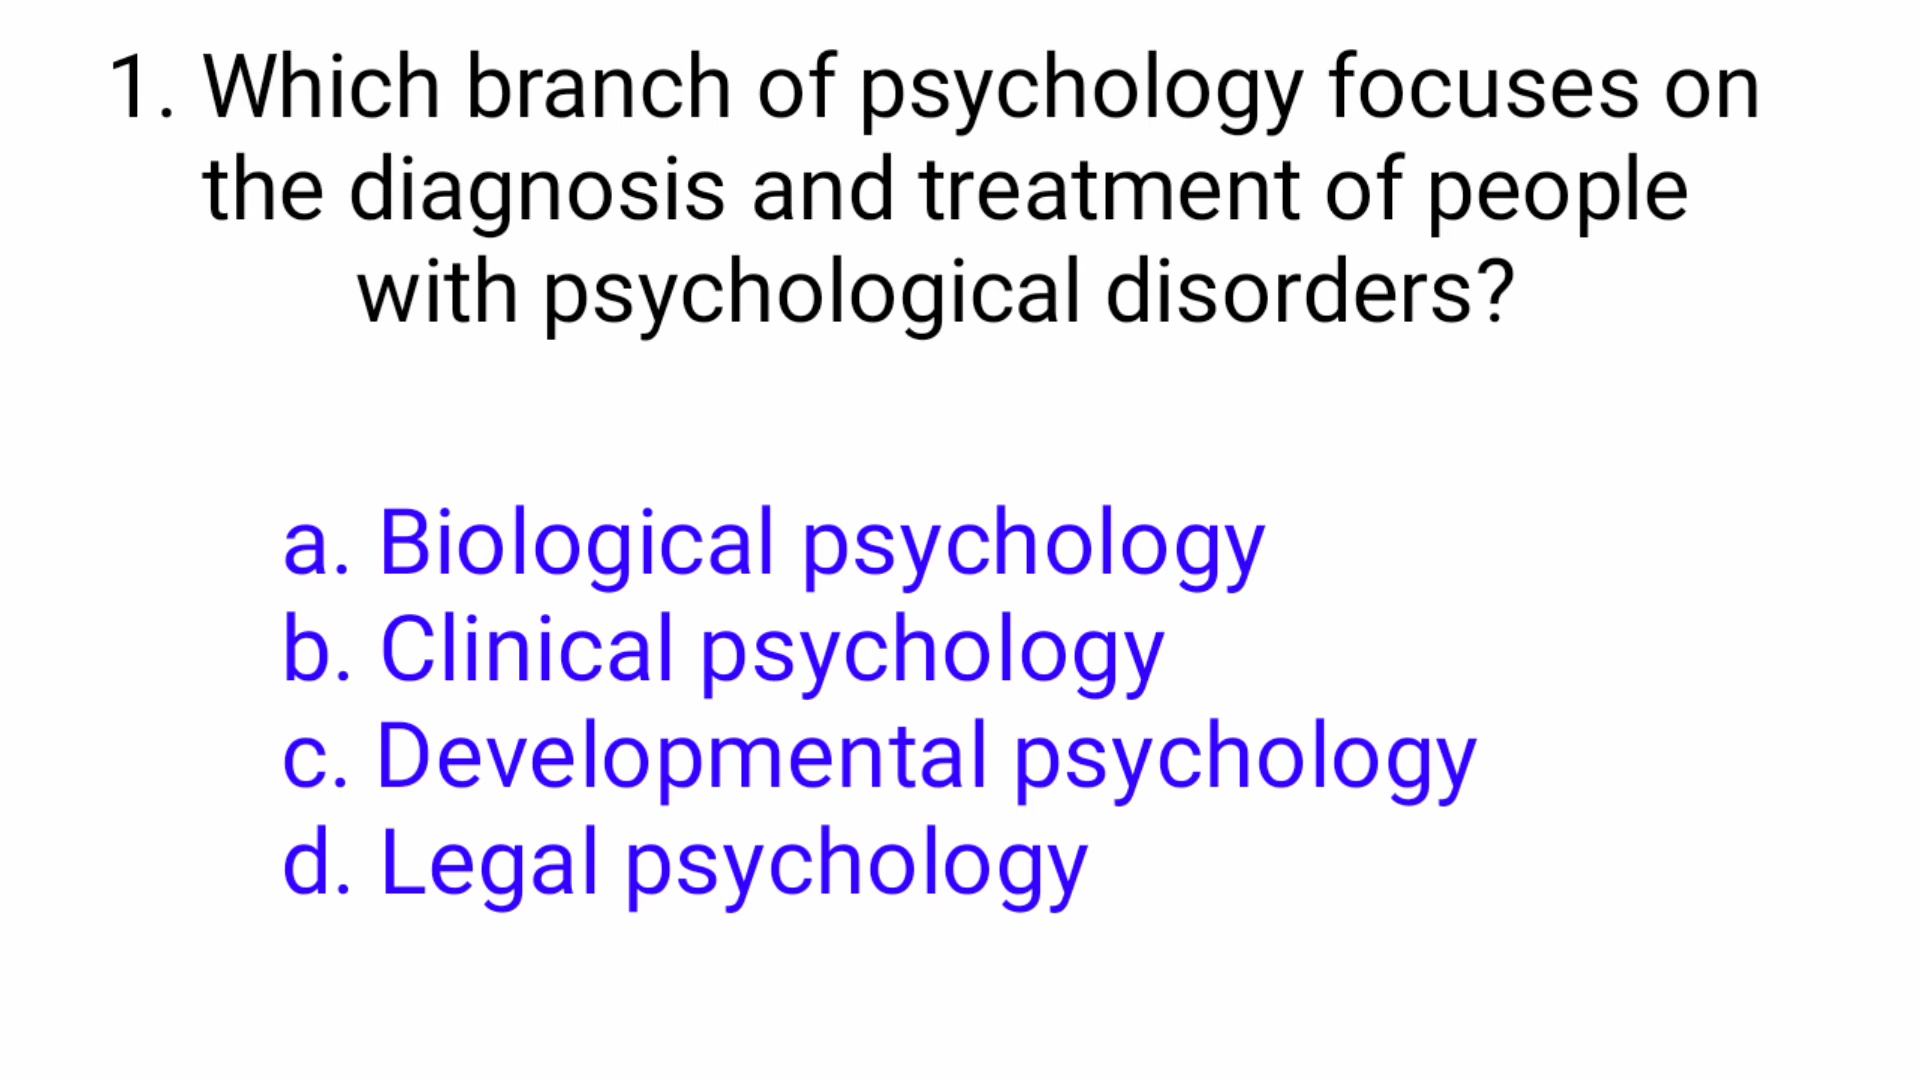 1. Which branch of psychology focuses on
the diagnosis and treatment of people
with psychological disorders?
a. Biological psychology
b. Clinical psychology
c. Developmental psychology
d. Legal psychology